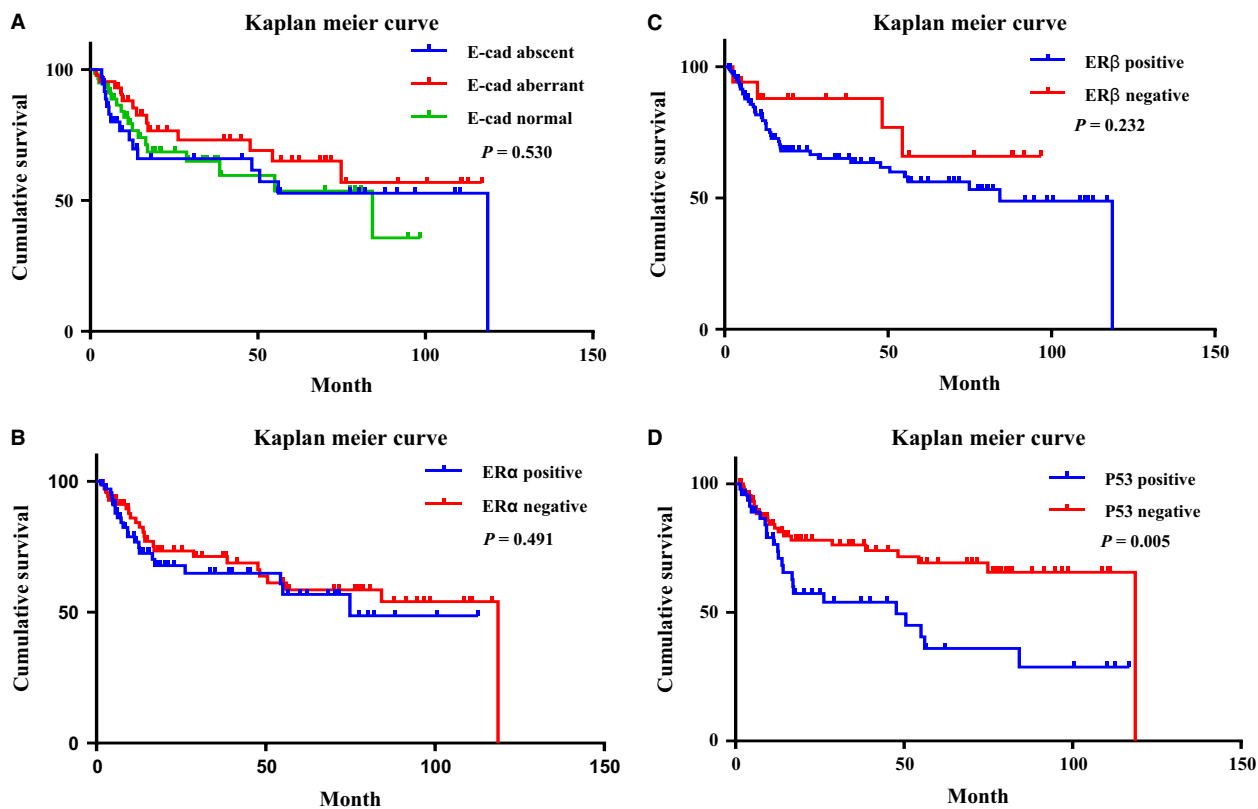 A
Kaplan meier curve
E-cad abscent
E-cad aberrant
E-cad normal
P = 0.530
Cumulative survival
100
50
0
0 50 100 150
Month
B
Kaplan meier curve
ERα positive
ERα negative
P = 0.491
Cumulative survival
100
50
0
0 50 100 150
Month
C
Kaplan meier curve
ERβ positive
ERβ negative
P = 0.232
Cumulative survival
100
50
0
0 50 100 150
Month
D
Kaplan meier curve
P53 positive
P53 negative
P = 0.005
Cumulative survival
100
50
0
0 50 100 150
Month